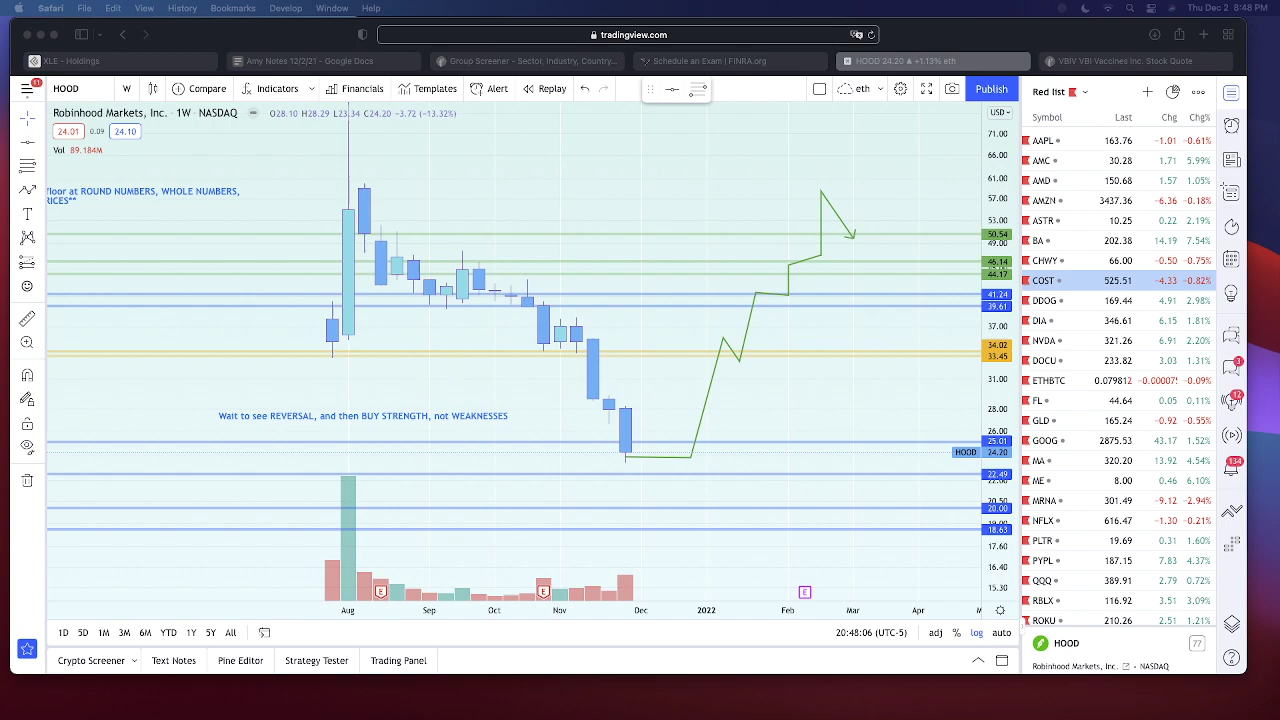 Safari File Edit View History Bookmarks Develop Window Help Thu Dec 2 8:48 PM
tradingview.com
XLE - Holdings Amy Notes 12/2/21 - Google Docs Group Screener - Sector, Industry, Country... Schedule an Exam | FINRA.org HOOD 24.20 ▲ +1.13% eth VBIV VBI Vaccines Inc. Stock Quote
HOOD W Compare Indicators Financials Templates Alert Replay eth Publish Red list
Robinhood Markets, Inc. · 1W · NASDAQ O28.10 H28.29 L23.34 C24.20 −3.72 (−13.32%) USD
24.01 0.09 24.10
Vol 89.184M
floor at ROUND NUMBERS, WHOLE NUMBERS,
RICES**
Wait to see REVERSAL, and then BUY STRENGTH, not WEAKNESSES
71.00
66.00
61.00
57.00
53.00
50.54
49.00
46.14
44.17
41.24
39.61
37.00
34.02
33.45
31.00
28.00
26.00
25.01
HOOD 24.20
22.49
22.00
20.50
20.00
19.00
18.63
17.60
16.40
15.30
E E E
Aug Sep Oct Nov Dec 2022 Feb Mar Apr
1D 5D 1M 3M 6M YTD 1Y 5Y All 20:48:06 (UTC-5) adj % log auto
Crypto Screener Text Notes Pine Editor Strategy Tester Trading Panel
Symbol Last Chg Chg%
AAPL 163.76 −1.01 −0.61%
AMC 30.28 1.71 5.99%
AMD 150.68 1.57 1.05%
AMZN 3437.36 −6.36 −0.18%
ASTR 10.25 0.22 2.19%
BA 202.38 14.19 7.54%
CHWY 66.00 −0.50 −0.75%
COST 525.51 −4.33 −0.82%
DDOG 169.44 4.91 2.98%
DIA 346.61 6.15 1.81%
NVDA 321.26 6.91 2.20%
DOCU 233.82 3.03 1.31%
ETHBTC 0.079812 −0.00007 −0.09%
FL 44.64 0.05 0.11%
GLD 165.24 −0.92 −0.55%
GOOG 2875.53 43.17 1.52%
MA 320.20 13.92 4.54%
ME 8.00 0.46 6.10%
MRNA 301.49 −9.12 −2.94%
NFLX 616.47 −1.30 −0.21%
PLTR 19.69 0.31 1.60%
PYPL 187.15 7.83 4.37%
QQQ 389.91 2.79 0.72%
RBLX 116.92 3.51 3.09%
ROKU 210.26 2.51 1.21%
HOOD 77
Robinhood Markets, Inc. NASDAQ
3
12
134